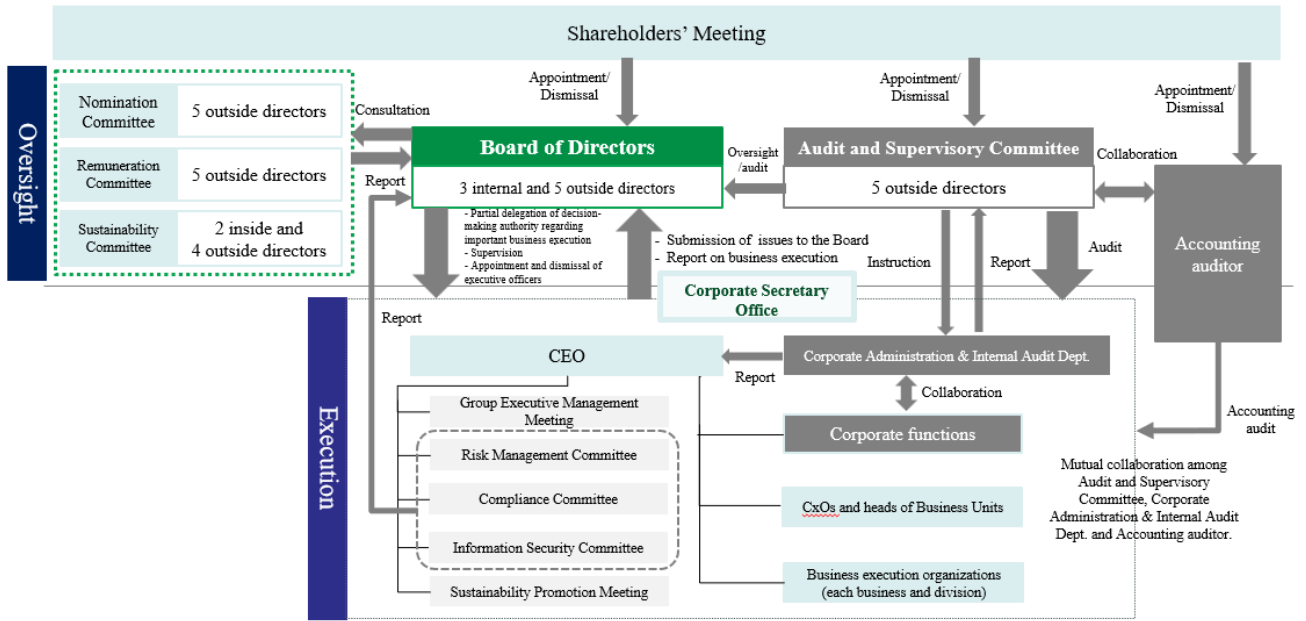 Shareholders' Meeting
Oversight
Nomination
Committee
5 outside directors
Remuneration
Committee
5 outside directors
Sustainability
Committee
2 inside and
4 outside directors
Consultation
Report
Appointment/
Dismissal
Board of Directors
3 internal and 5 outside directors
- Partial delegation of decision-
making authority regarding
important business execution
- Supervision
- Appointment and dismissal of
executive officers
Oversight
/audit
Appointment/
Dismissal
Audit and Supervisory Committee
5 outside directors
Collaboration
Appointment/
Dismissal
Accounting
auditor
- Submission of issues to the Board
- Report on business execution
Instruction
Report
Audit
Corporate Secretary
Office
Execution
Report
CEO
Report
Corporate Administration & Internal Audit Dept.
Collaboration
Group Executive Management
Meeting
Risk Management Committee
Compliance Committee
Information Security Committee
Sustainability Promotion Meeting
Corporate functions
CxOs and heads of Business Units
Business execution organizations
(each business and division)
Accounting
audit
Mutual collaboration among
Audit and Supervisory
Committee, Corporate
Administration & Internal Audit
Dept. and Accounting auditor.